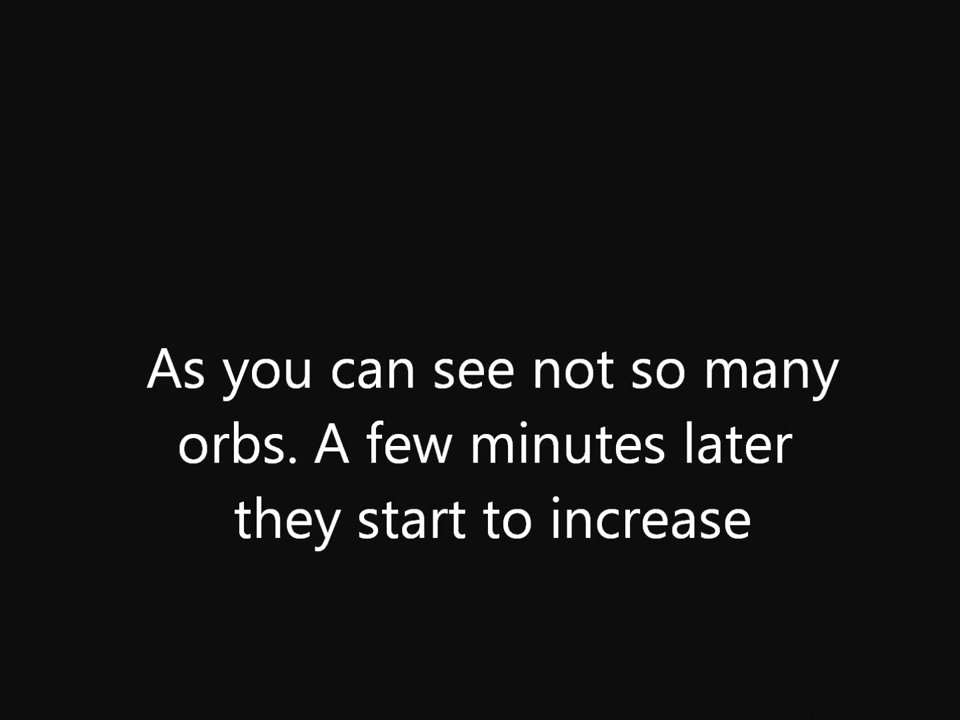 As you can see not so many
orbs. A few minutes later
they start to increase